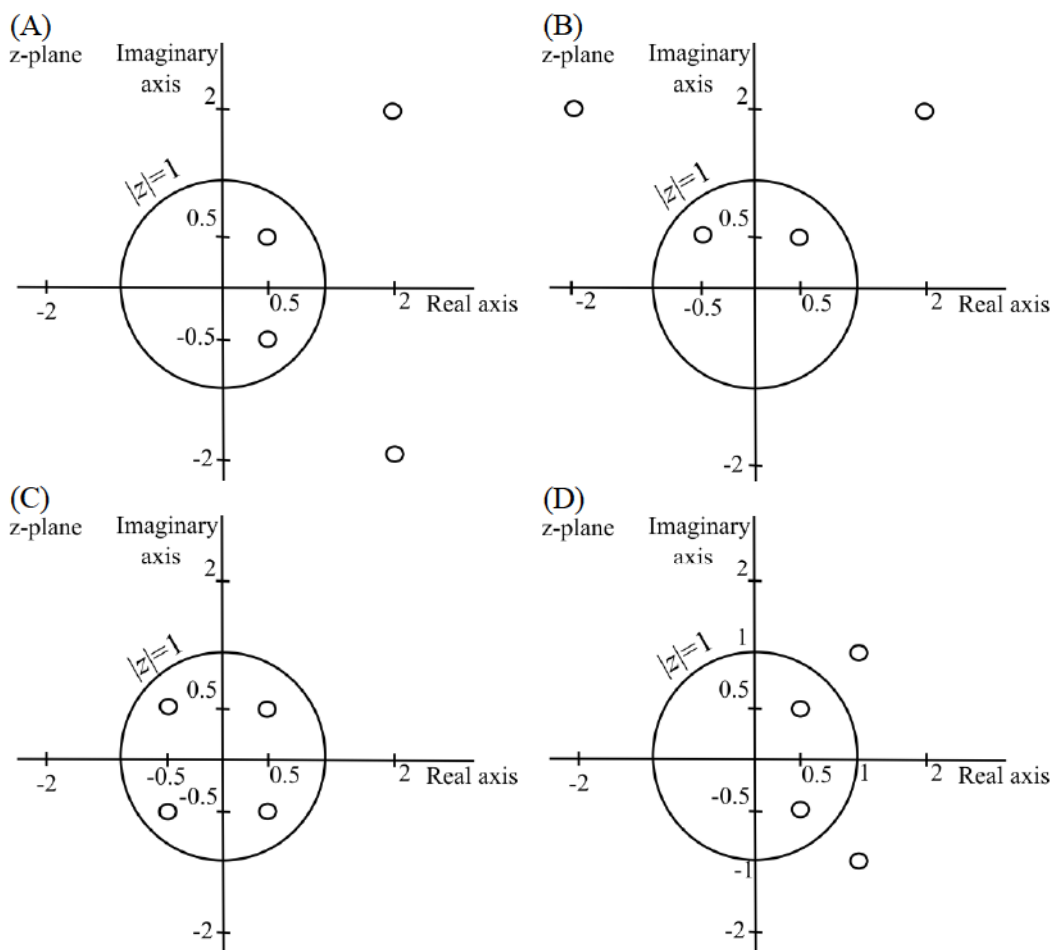 (A)
z-plane
Imaginary
axis
2
|z|=1
0.5
-2
0.5
2
Real axis
-0.5
-2
(B)
z-plane
Imaginary
axis
2
|z|=1
0.5
-2
-0.5
0.5
2
Real axis
-2
(C)
z-plane
Imaginary
axis
2
|z|=1
0.5
-2
-0.5
0.5
2
Real axis
-0.5
-2
(D)
z-plane
Imaginary
axis
2
|z|=1
1
0.5
-2
0.5
1
2
Real axis
-0.5
-1
-2